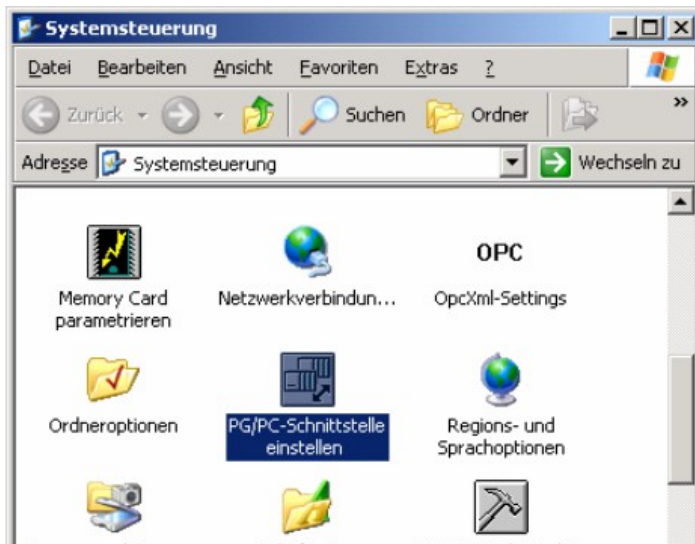 Systemsteuerung
Datei Bearbeiten Ansicht Favoriten Extras ?
Zurück Suchen Ordner »
Adresse Systemsteuerung Wechseln zu
OPC
Memory Card
parametrieren
Netzwerkverbindun...
OpcXml-Settings
Ordneroptionen
PG/PC-Schnittstelle
einstellen
Regions- und
Sprachoptionen